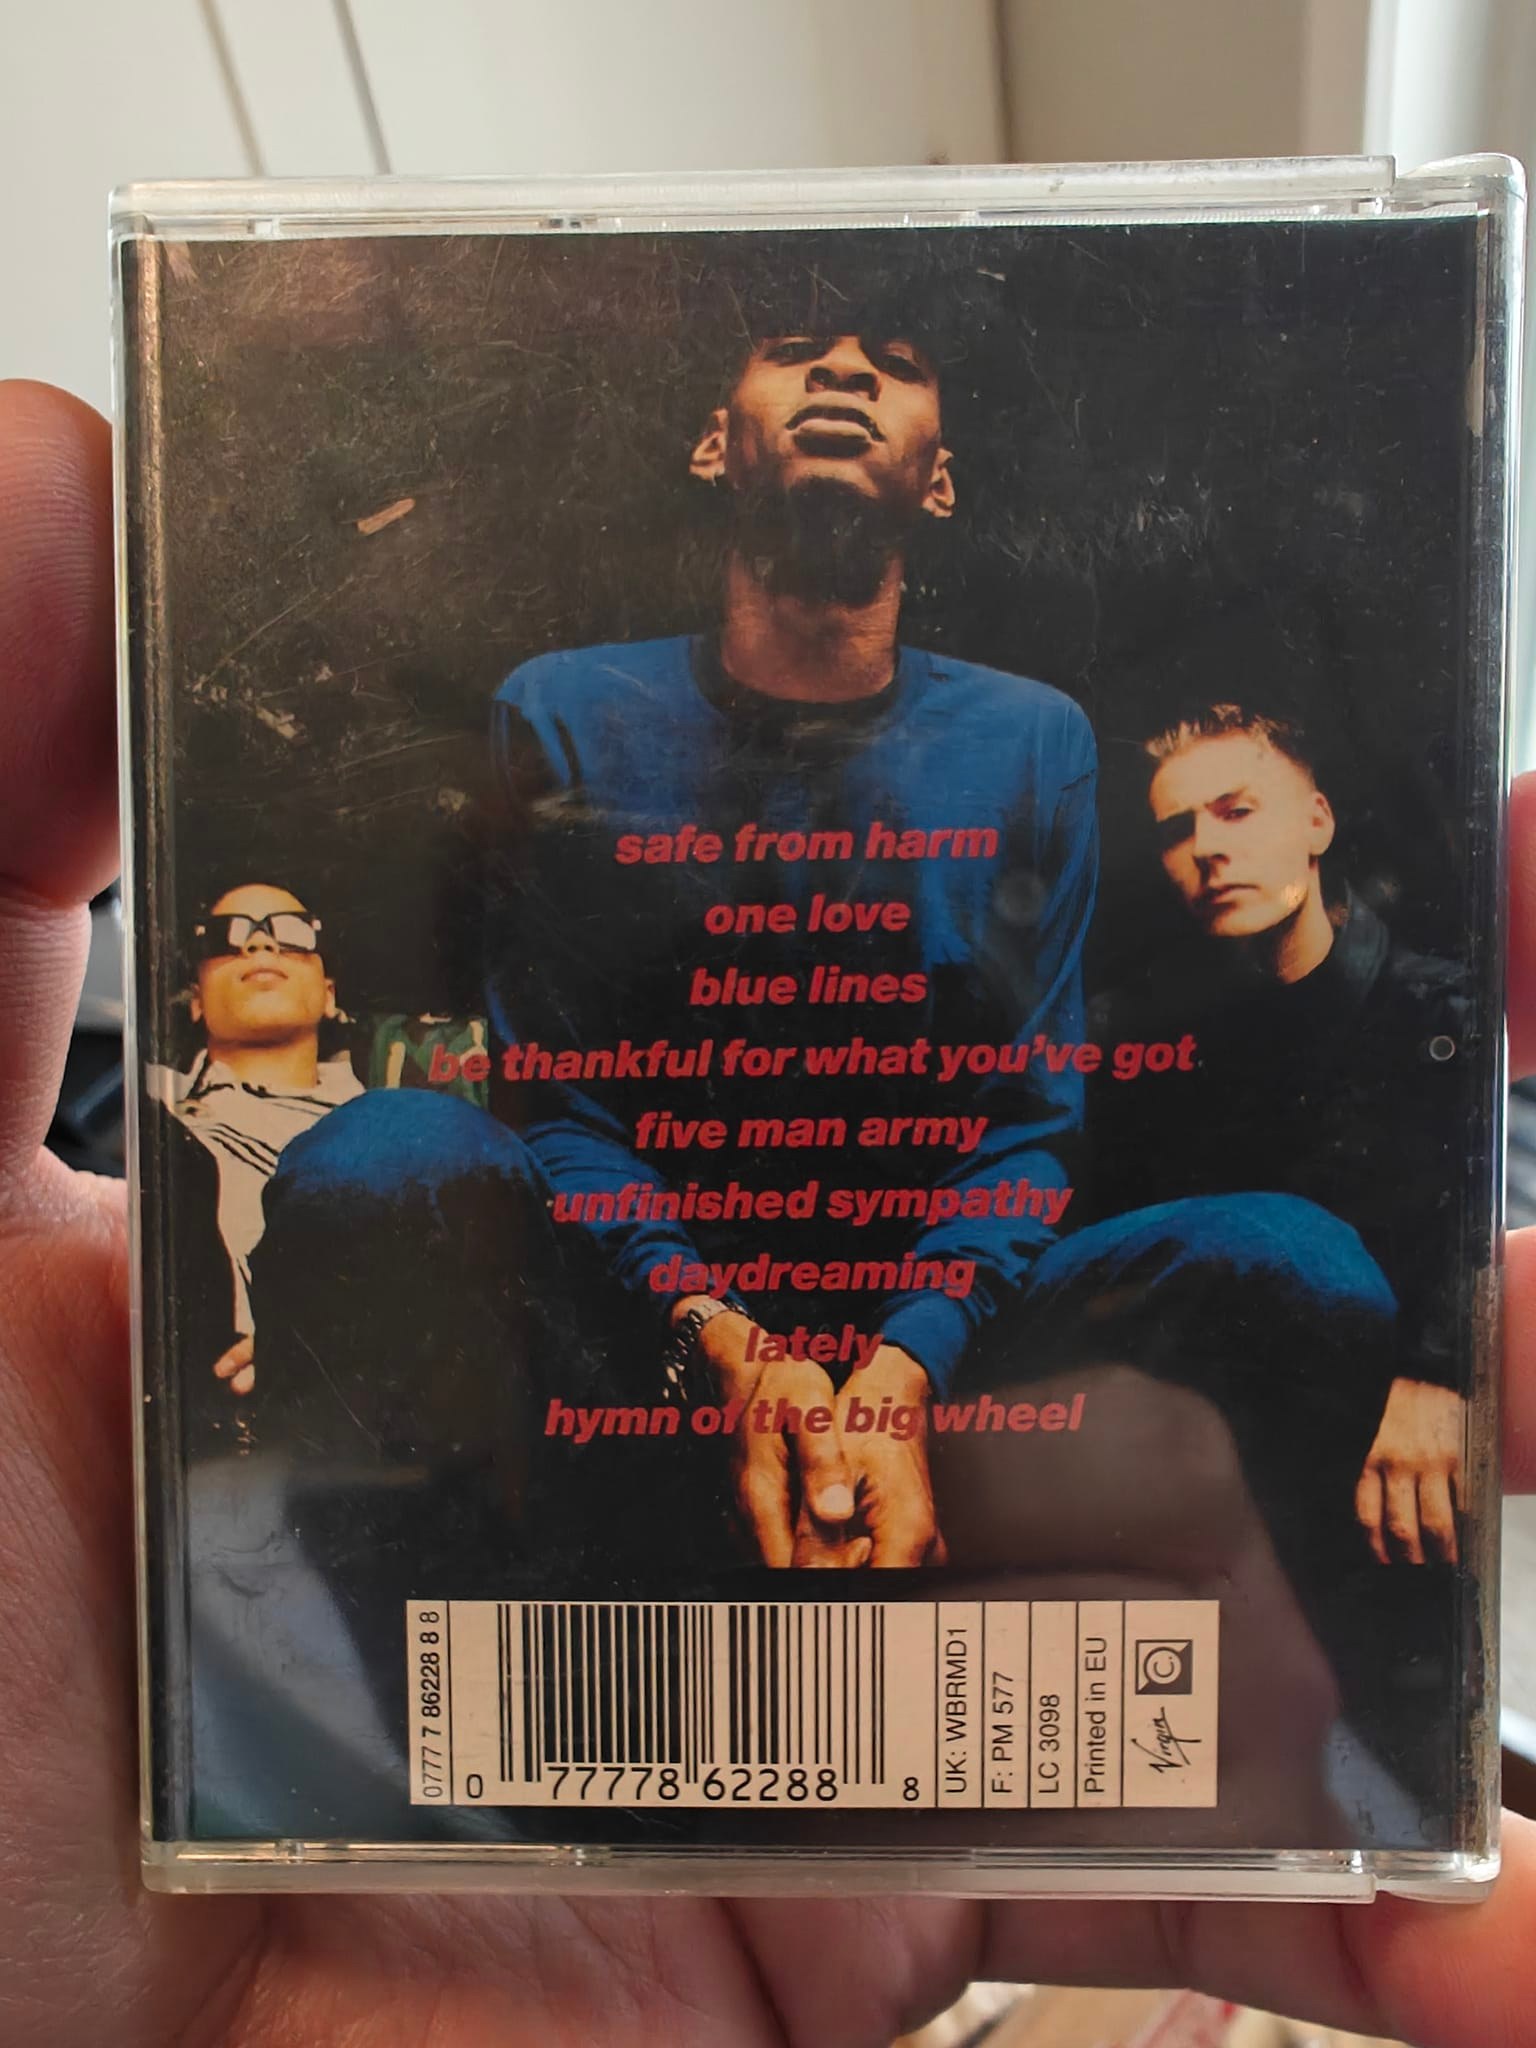 safe from harm
one love
blue lines
be thankful for what you've got
five man army
unfinished sympathy
daydreaming
lately
hymn of the big wheel
0777 7 86228 8 8
0 77778 62288 8
UK: WBRMD1
F: PM 577
LC 3098
Printed in EU
Virgin
C.